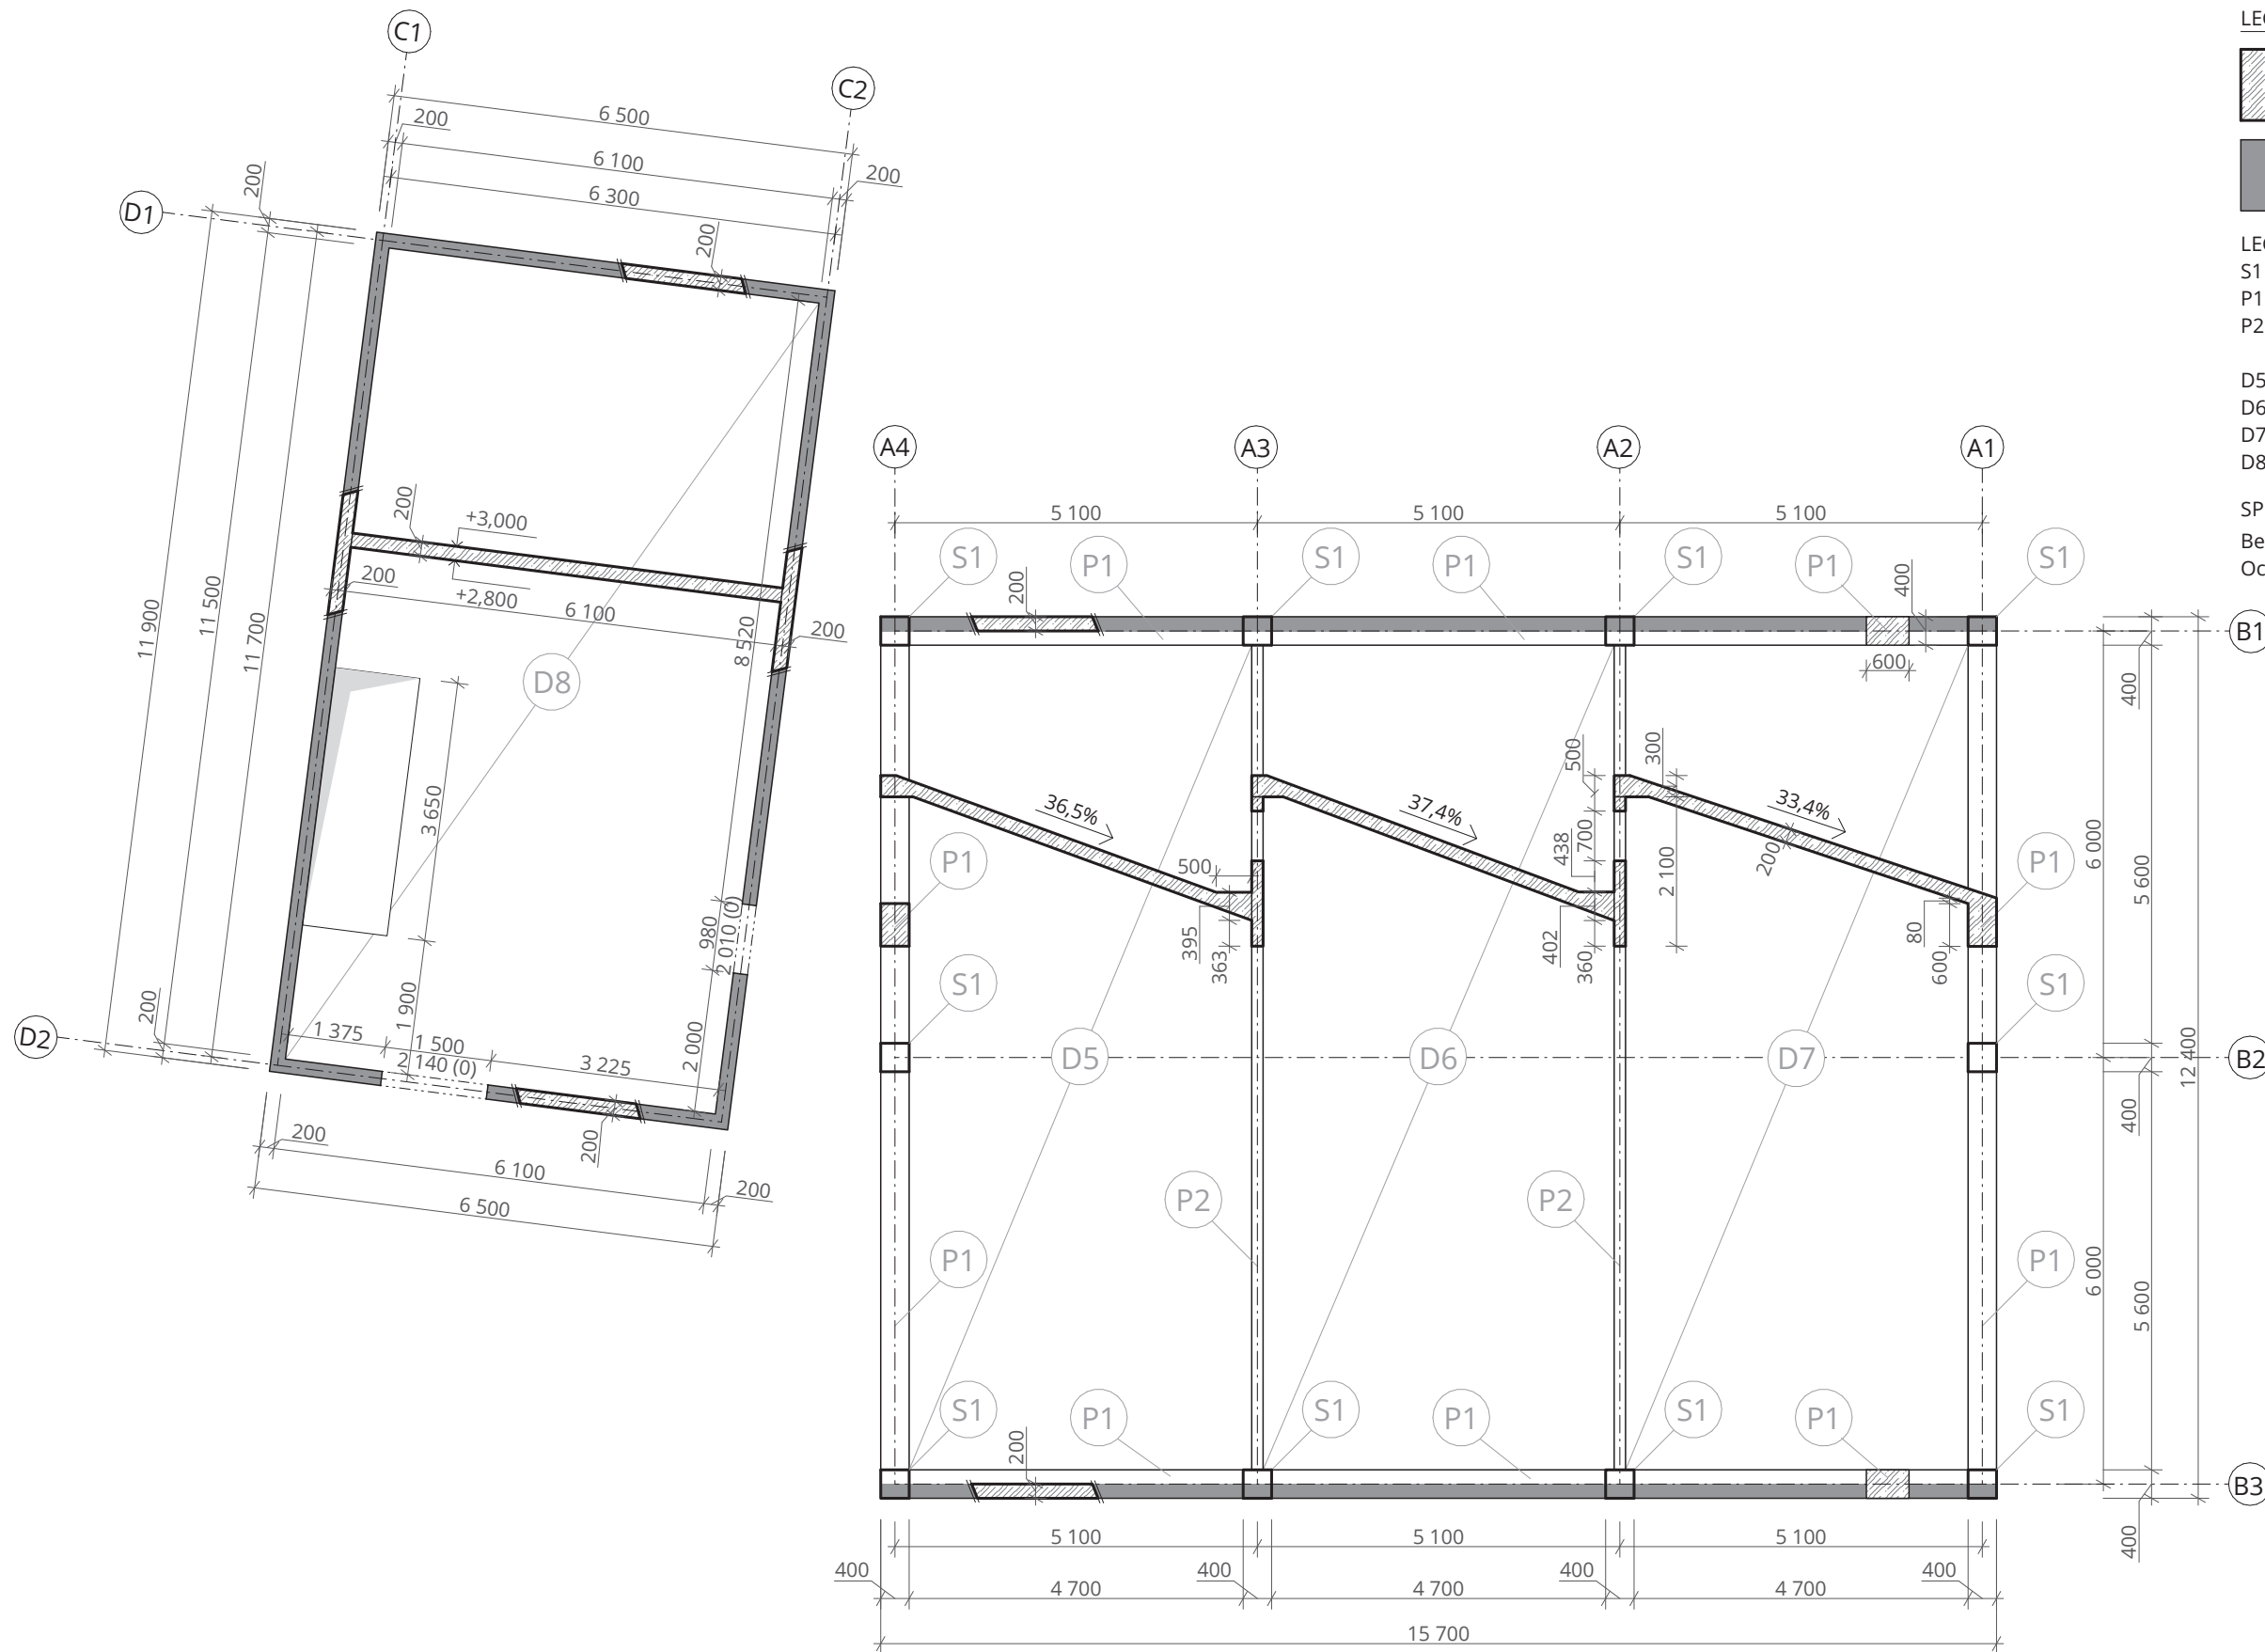 C1
C2
D1
D2
6 500
200
6 100
200
6 300
200
200
200
+3,000
200
+2,800
6 100
200
11 900
11 500
11 700
8 520
D8
3 650
980
2 010 (0)
1 900
2 000
200
1 375
1 500
2 140 (0)
3 225
200
200
6 100
200
6 500
A4
A3
A2
A1
5 100
5 100
5 100
S1
P1
S1
P1
S1
P1
S1
200
400
600
B1
400
36,5%
37,4%
33,4%
500
300
700
438
2 100
200
500
395
363
402
360
80
600
P1
P1
S1
S1
6 000
5 600
12 400
D5
D6
D7
B2
400
P2
P2
P1
P1
6 000
5 600
S1
P1
S1
P1
S1
P1
S1
200
B3
400
5 100
5 100
5 100
400
4 700
400
4 700
400
4 700
400
15 700
S1
P1
P2
D5
D6
D7
D8
SP
Be
Oc